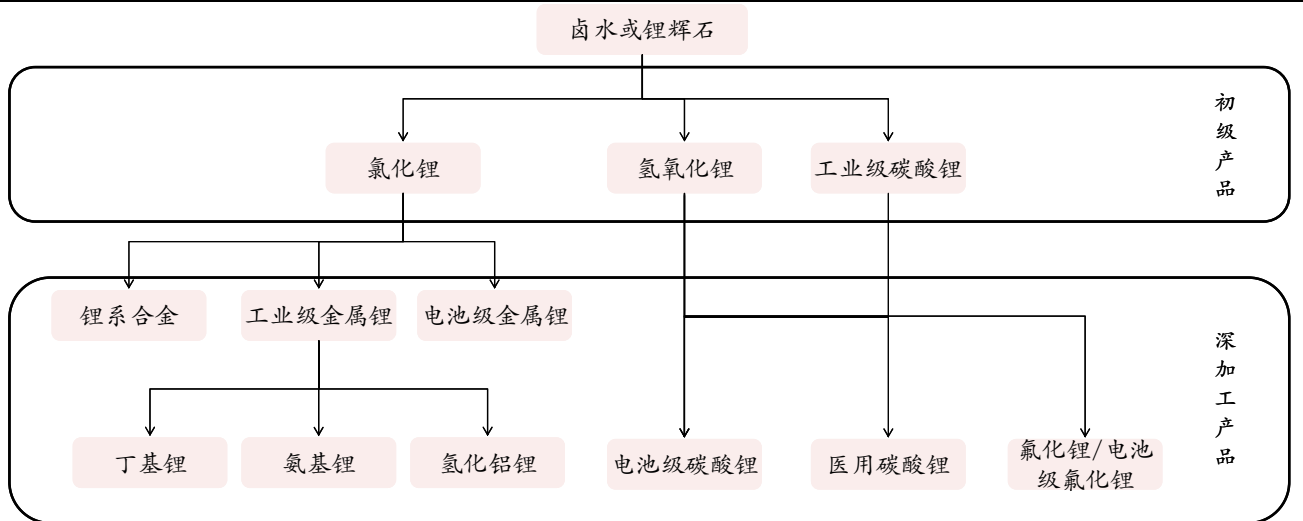 卤水或锂辉石
初级产品
氯化锂
氢氧化锂
工业级碳酸锂
锂系合金
工业级金属锂
电池级金属锂
深加工产品
丁基锂
氨基锂
氢化铝锂
电池级碳酸锂
医用碳酸锂
氟化锂/电池
级氟化锂